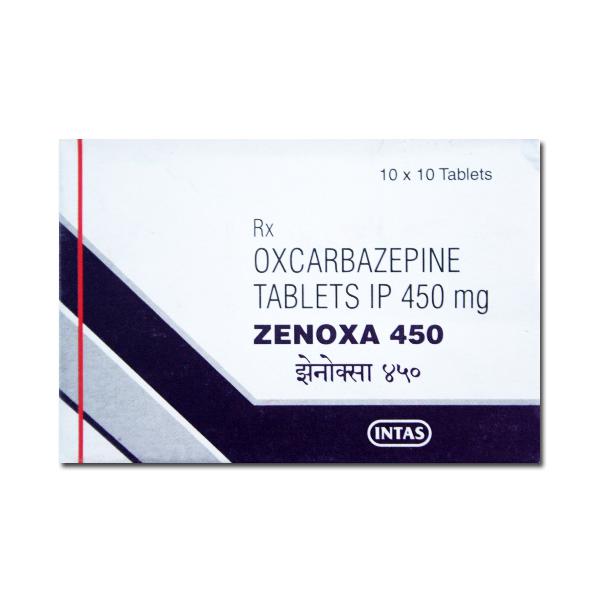 10 x 10 Tablets
Rx
OXCARBAZEPINE
TABLETS IP 450 mg
ZENOXA 450
झेनोक्सा ४५०
INTAS